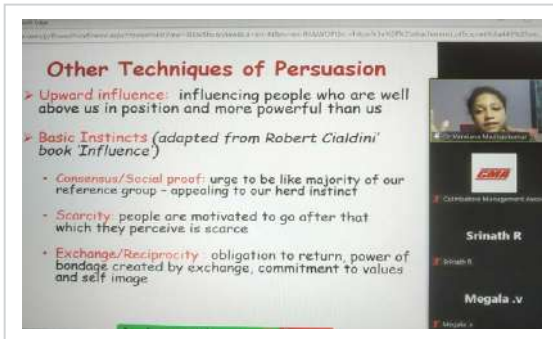 Other Techniques of Persuasion
➤ Upward influence: influencing people who are well
above us in position and more powerful than us
➤ Basic Instincts (adapted from Robert Cialdini'
book 'Influence')
• Consensus/Social proof: urge to be like majority of our
reference group - appealing to our herd instinct
• Scarcity: people are motivated to go after that
which they perceive is scarce
• Exchange/Reciprocity : obligation to return, power of
bondage created by exchange, commitment to values
and self image
CMA
Coimbatore Management
Srinath R
Srinath R
Megala .v
Megala .v